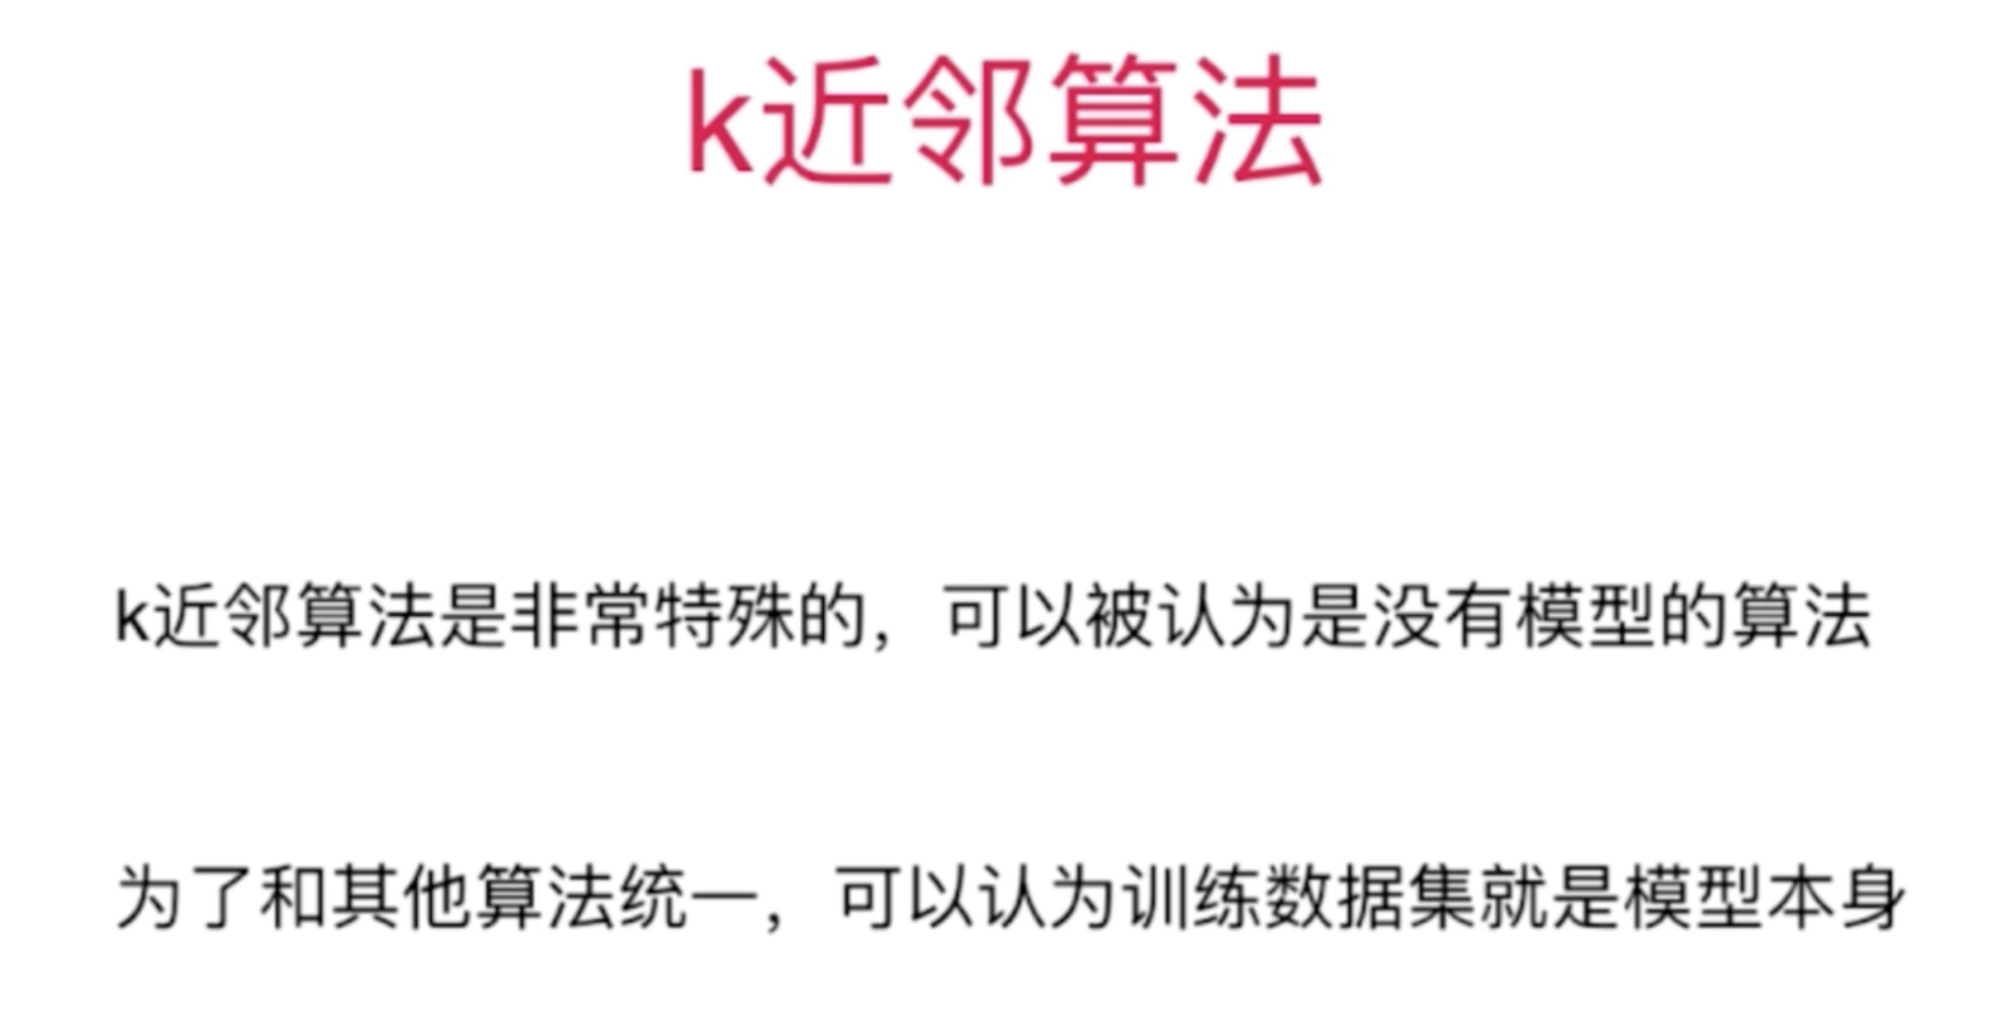 k近邻算法
k近邻算法是非常特殊的，可以被认为是没有模型的算法
为了和其他算法统一，可以认为训练数据集就是模型本身